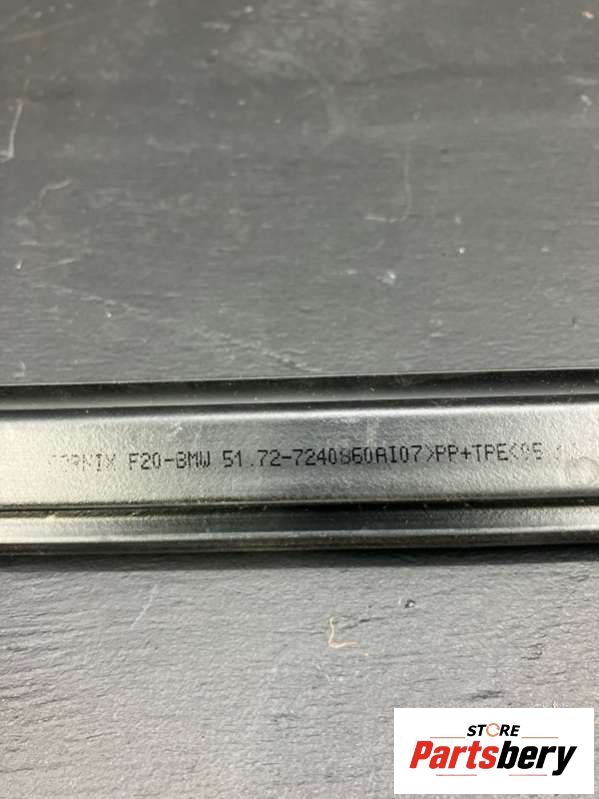 F20-BMW 51.72-7240860AI07>PP+TPE<
STORE
Partsbery